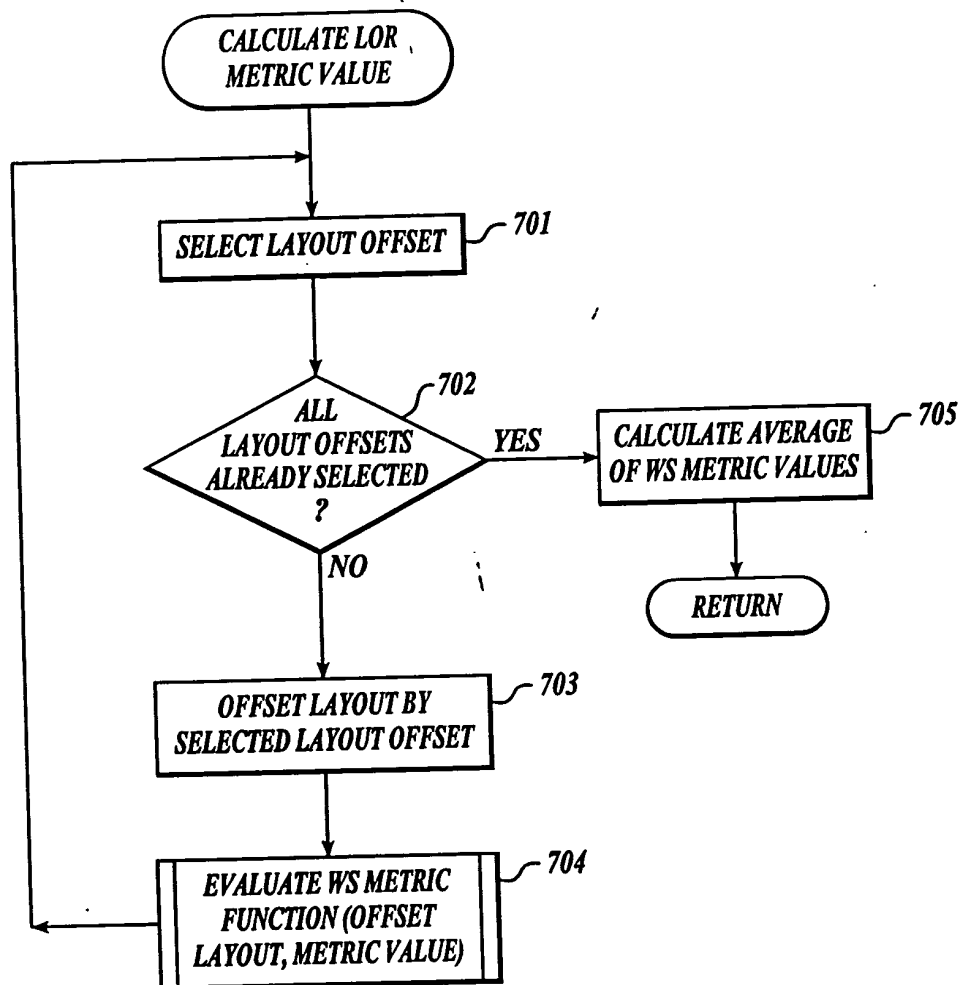 CALCULATE LOR
METRIC VALUE
SELECT LAYOUT OFFSET
701
ALL
LAYOUT OFFSETS
ALREADY SELECTED
?
702
YES
CALCULATE AVERAGE
OF WS METRIC VALUES
705
RETURN
NO
OFFSET LAYOUT BY
SELECTED LAYOUT OFFSET
703
EVALUATE WS METRIC
FUNCTION (OFFSET
LAYOUT, METRIC VALUE)
704